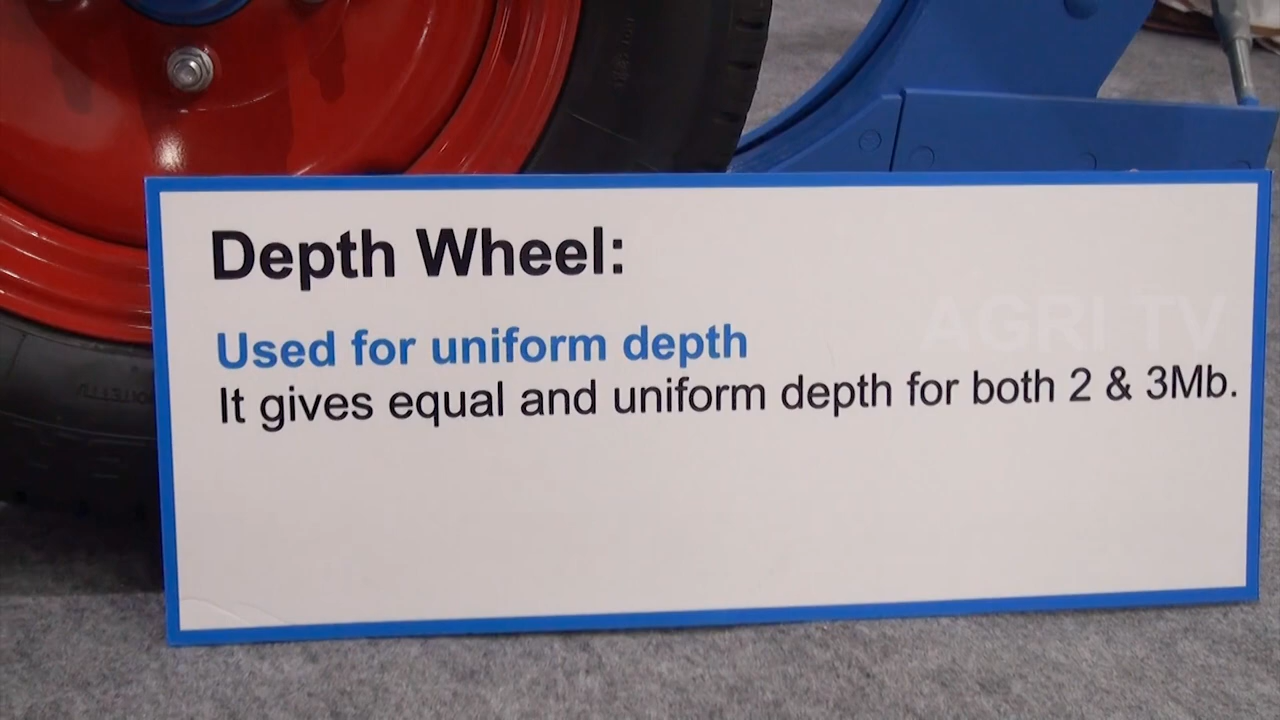 Depth Wheel:
Used for uniform depth
It gives equal and uniform depth for both 2 & 3Mb.
AGRI TV